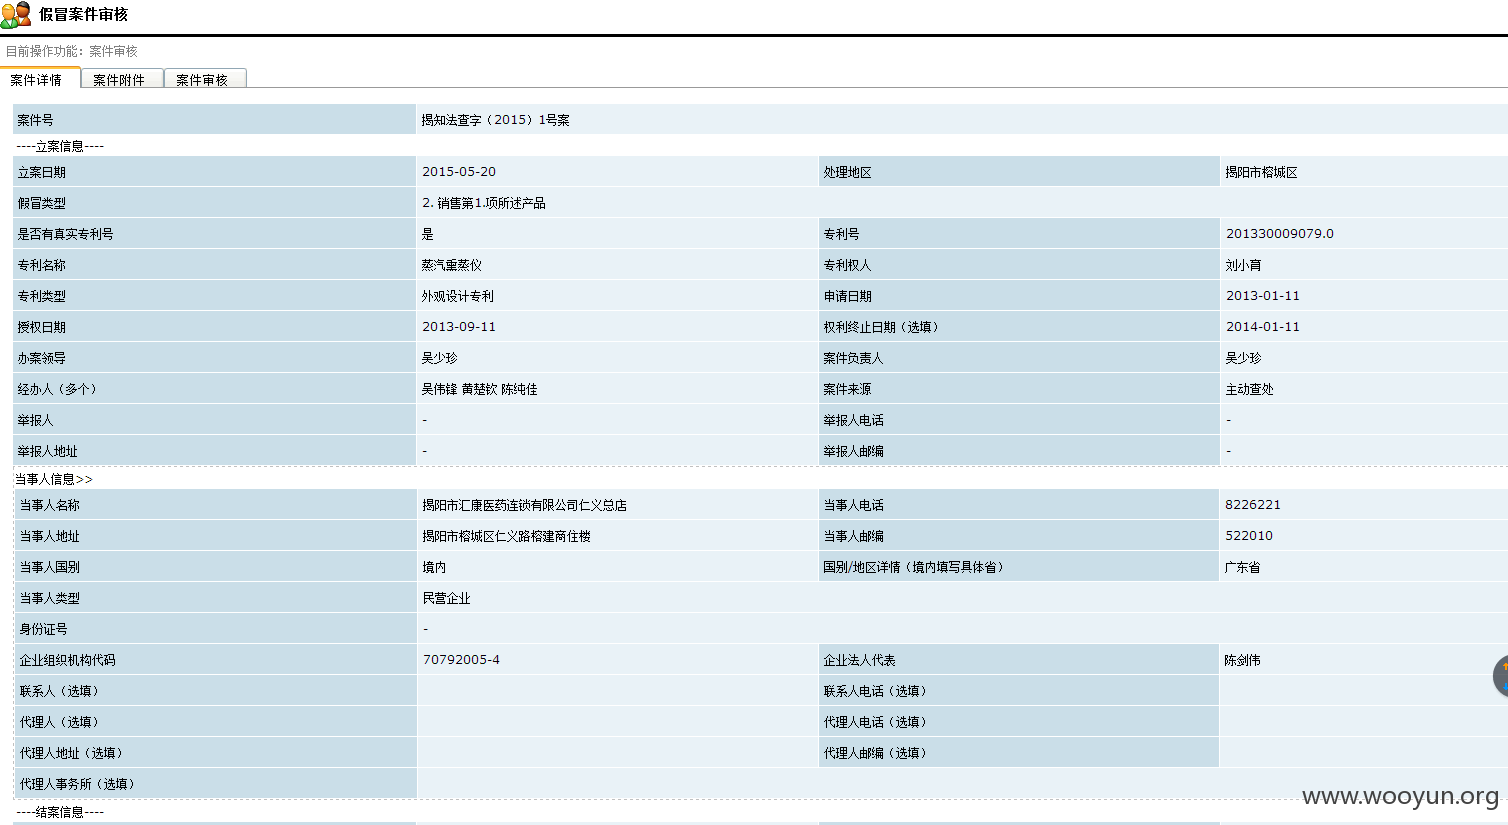 假冒案件审核
目前操作功能：案件审核
案件详情 案件附件 案件审核
案件号 揭知法查字（2015）1号案
----立案信息----
立案日期 2015-05-20 处理地区 揭阳市榕城区
假冒类型 2. 销售第1.项所述产品
是否有真实专利号 是 专利号 201330009079.0
专利名称 蒸汽熏蒸仪 专利权人 刘小育
专利类型 外观设计专利 申请日期 2013-01-11
授权日期 2013-09-11 权利终止日期（选填） 2014-01-11
办案领导 吴少珍 案件负责人 吴少珍
经办人（多个） 吴伟锋 黄楚钦 陈纯佳 案件来源 主动查处
举报人 - 举报人电话 -
举报人地址 - 举报人邮编 -
当事人信息>>
当事人名称 揭阳市汇康医药连锁有限公司仁义总店 当事人电话 8226221
当事人地址 揭阳市榕城区仁义路榕建商住楼 当事人邮编 522010
当事人国别 境内 国别/地区详情（境内填写具体省） 广东省
当事人类型 民营企业
身份证号 -
企业组织机构代码 70792005-4 企业法人代表 陈剑伟
联系人（选填） 联系人电话（选填）
代理人（选填） 代理人电话（选填）
代理人地址（选填） 代理人邮编（选填）
代理人事务所（选填）
www.wooyun.org
----结案信息----